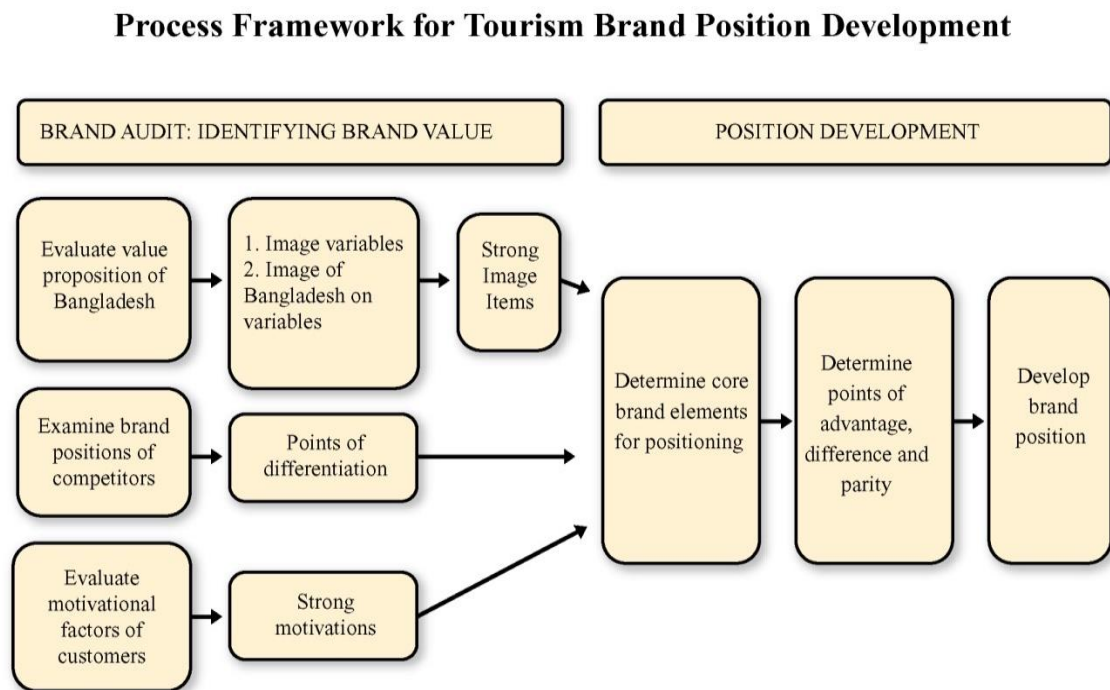 Process Framework for Tourism Brand Position Development
BRAND AUDIT: IDENTIFYING BRAND VALUE
POSITION DEVELOPMENT
Evaluate value
proposition of
Bangladesh
1. Image variables
2. Image of
Bangladesh on
variables
Strong
Image
Items
Examine brand
positions of
competitors
Points of
differentiation
Evaluate
motivational
factors of
customers
Strong
motivations
Determine core
brand elements
for positioning
Determine
points of
advantage,
difference and
parity
Develop
brand
position